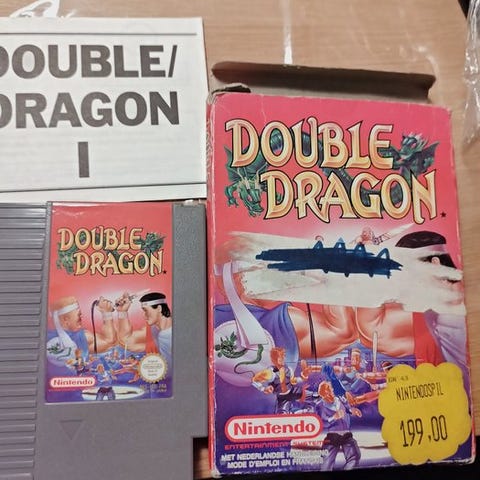 DOUBLE/
DRAGON
I
DOUBLE
DRAGON
Nintendo
DOUBLE
DRAGON
Nintendo
ENTERTAINMENT SYSTEM
MET NEDERLANDSE
MODE D'EMPLOI EN FRANÇAIS
NINTENDOSPIL
199,00